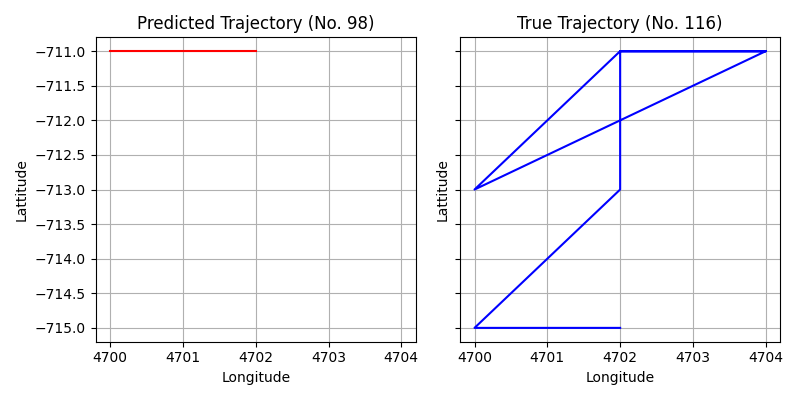 Predicted Trajectory (No. 98)
Lattitude
−711.0
−711.5
−712.0
−712.5
−713.0
−713.5
−714.0
−714.5
−715.0
4700 4701 4702 4703 4704
Longitude
True Trajectory (No. 116)
Lattitude
4700 4701 4702 4703 4704
Longitude